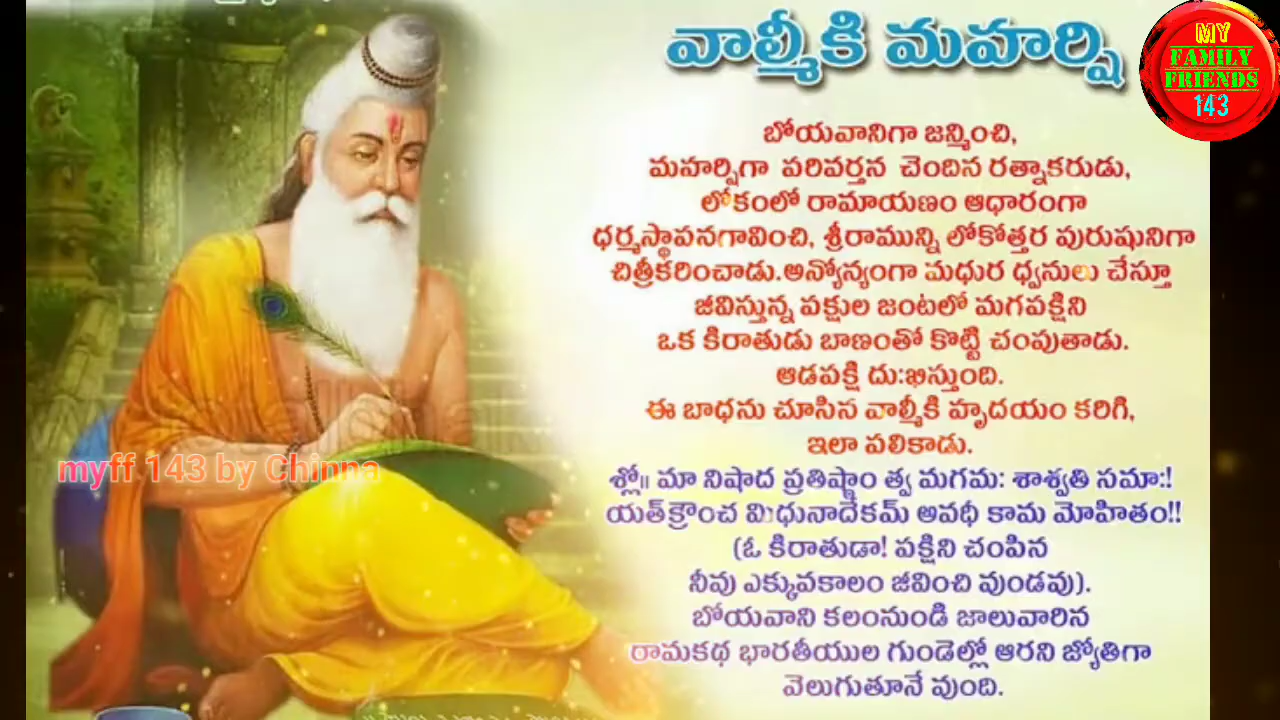 వాల్మీకి మహర్షి
MY
FAMILY
FRIENDS
143
బోయవానిగా జన్మించి,
మహర్షిగా పరివర్తన చెందిన రత్నాకరుడు,
లోకంలో రామాయణం ఆధారంగా
ధర్మస్థాపనగావించి, శ్రీరామున్ని లోకోత్తర పురుషునిగా
చిత్రీకరించాడు.అన్యోన్యంగా మధుర ధ్వనులు చేస్తూ
జీవిస్తున్న పక్షుల జంటలో మగపక్షిని
ఒక కిరాతుడు బాణంతో కొట్టి చంపుతాడు.
ఆడపక్షి దు:ఖిస్తుంది.
ఈ బాధను చూసిన వాల్మీకి హృదయం కరిగి,
ఇలా పలికాడు.
శ్లో॥ మా నిషాద ప్రతిష్ఠాం త్వ మగమ: శాశ్వతి సమా:!
యత్‌క్రౌంచ మిధునాదేకమ్ అవధీ కామ మోహితం!!
(ఓ కిరాతుడా! పక్షిని చంపిన
నీవు ఎక్కువకాలం జీవించి వుండవు).
బోయవాని కలంనుండి జాలువారిన
రామకథ భారతీయుల గుండెల్లో ఆరని జ్యోతిగా
వెలుగుతూనే వుంది.
myff 143 by Chinna